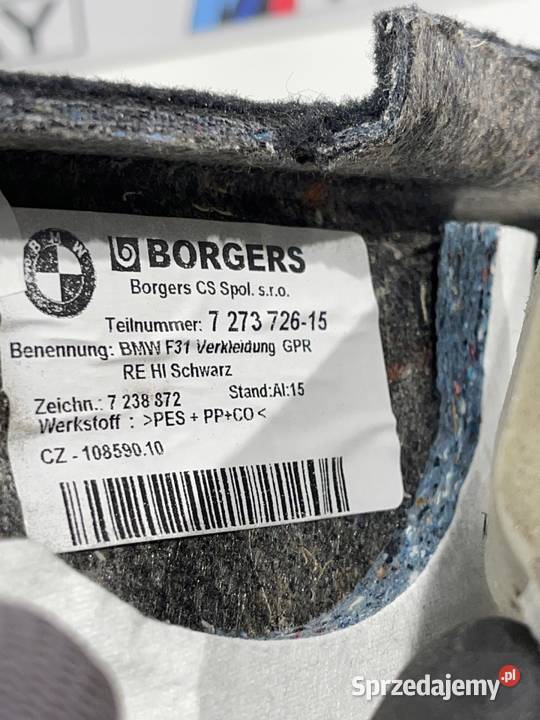 BMW
BORGERS
Borgers CS Spol. s.r.o.
Teilnummer: 7 273 726-15
Benennung: BMW F31 Verkleidung GPR
RE HI Schwarz
Zeichn.: 7 238 872 Stand:AI:15
Werkstoff : >PES + PP+CO<
CZ - 108590.10
Sprzedajemy.pl